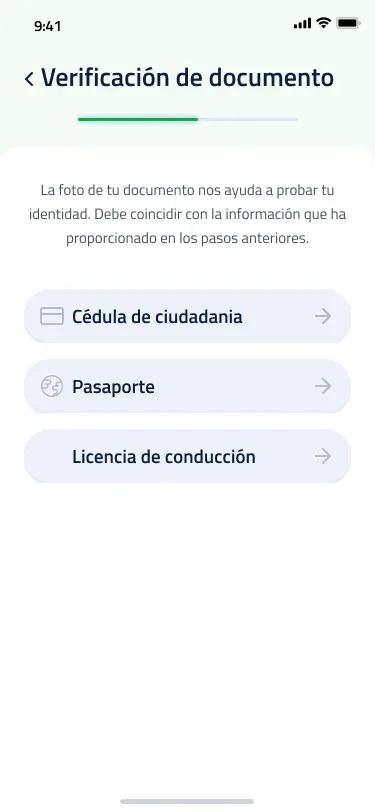 9:41
Verificación de documento
La foto de tu documento nos ayuda a probar tu
identidad. Debe coincidir con la información que ha
proporcionado en los pasos anteriores.
Cédula de ciudadania
Pasaporte
Licencia de conducción